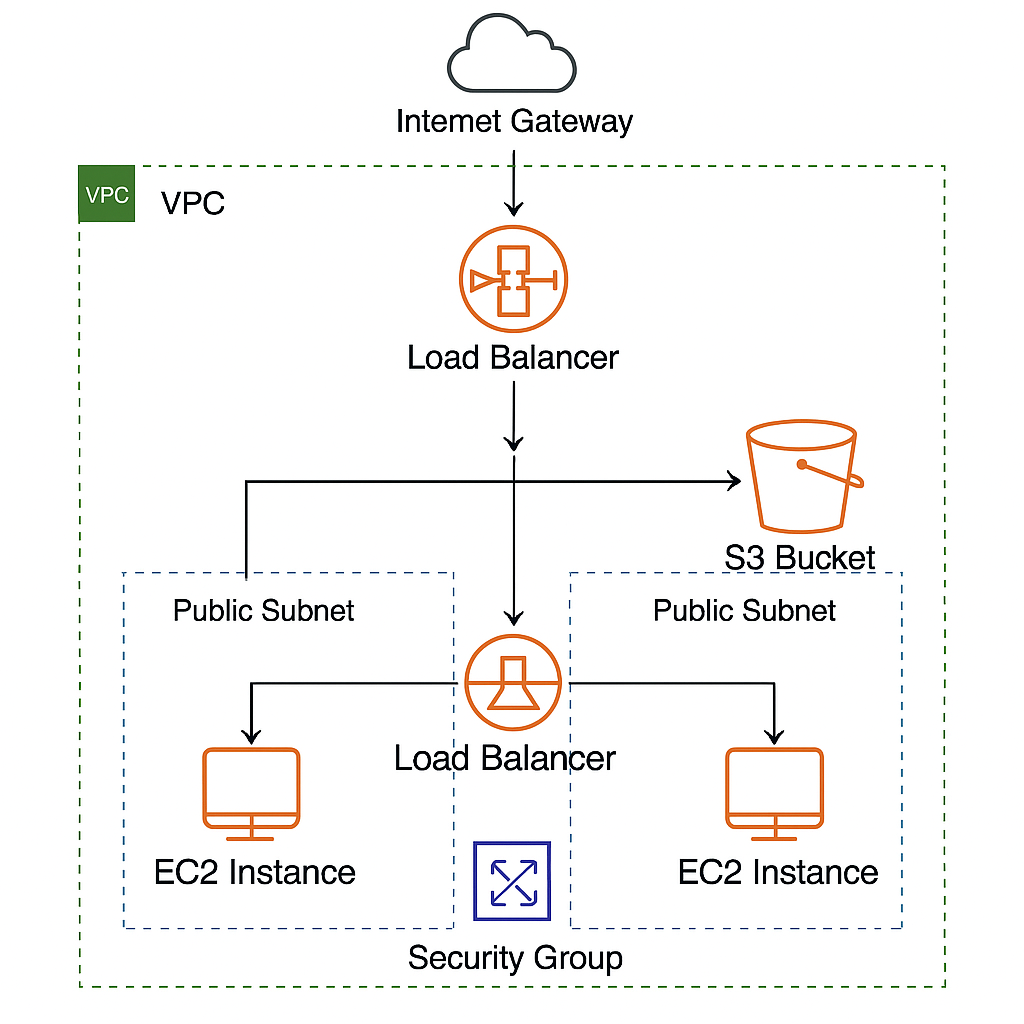 Internet Gateway
VPC
VPC
Load Balancer
S3 Bucket
Public Subnet
Public Subnet
Load Balancer
EC2 Instance
EC2 Instance
Security Group